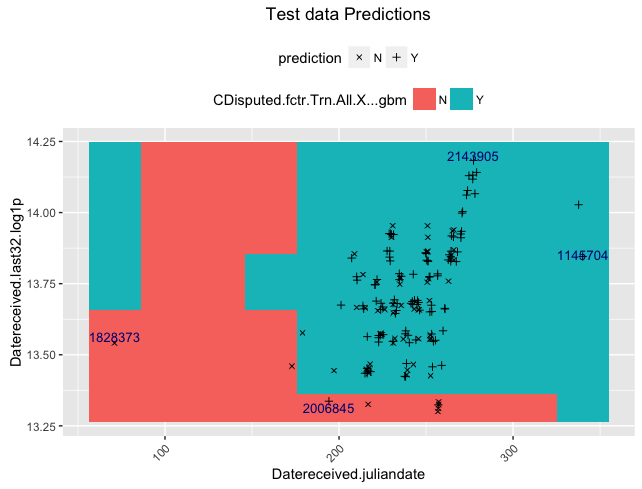 Test data Predictions
prediction N Y
CDisputed.fctr.Trn.All.X...gbm N Y
14.25
14.00
13.75
13.50
13.25
Datereceived.last32.log1p
2143905
1145704
1828373
2006845
100
200
300
Datereceived.juliandate